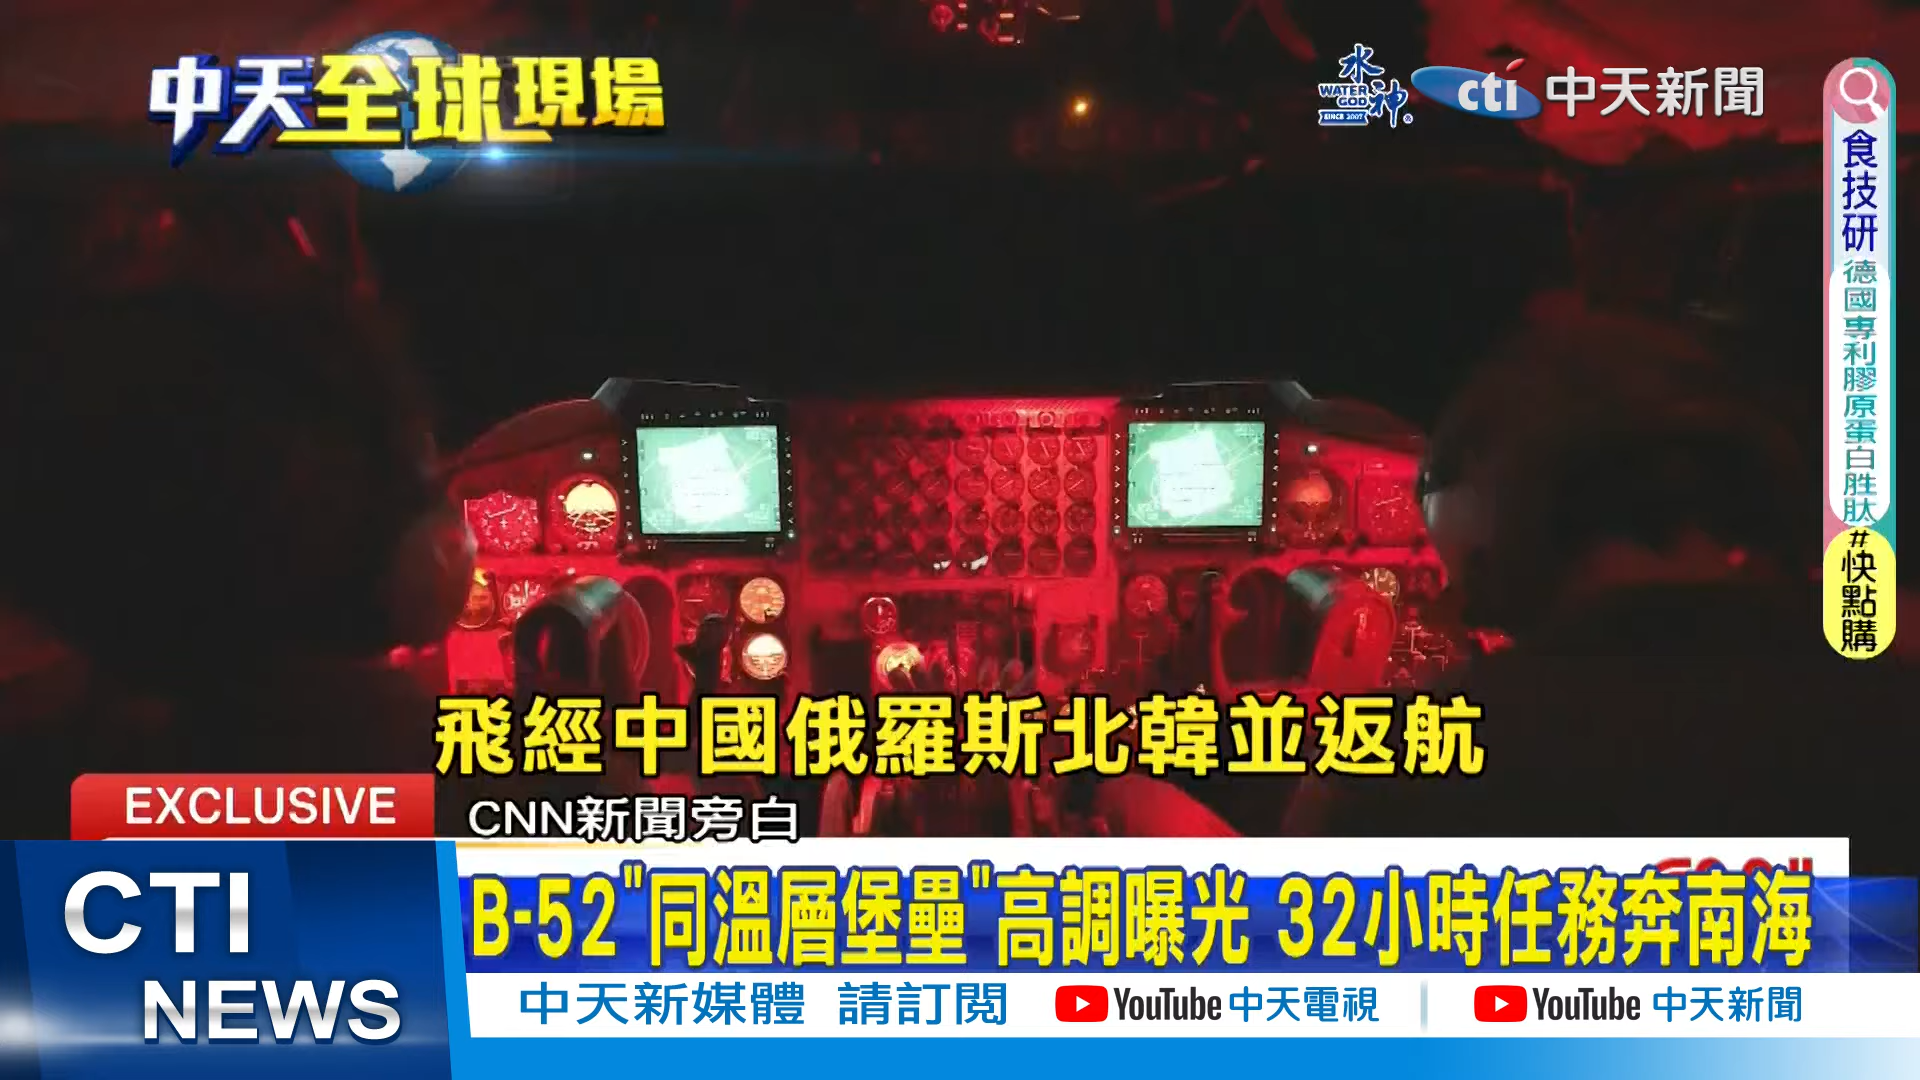 中天全球現場
水神
WATER GOD
SINCE 2007
cti 中天新聞
食技研
德國專利膠原蛋白胜肽
#快點購
飛經中國俄羅斯北韓並返航
EXCLUSIVE
CNN新聞旁白
B-52"同溫層堡壘"高調曝光 32小時任務奔南海
CTI NEWS
中天新媒體 請訂閱 YouTube 中天電視 | YouTube 中天新聞